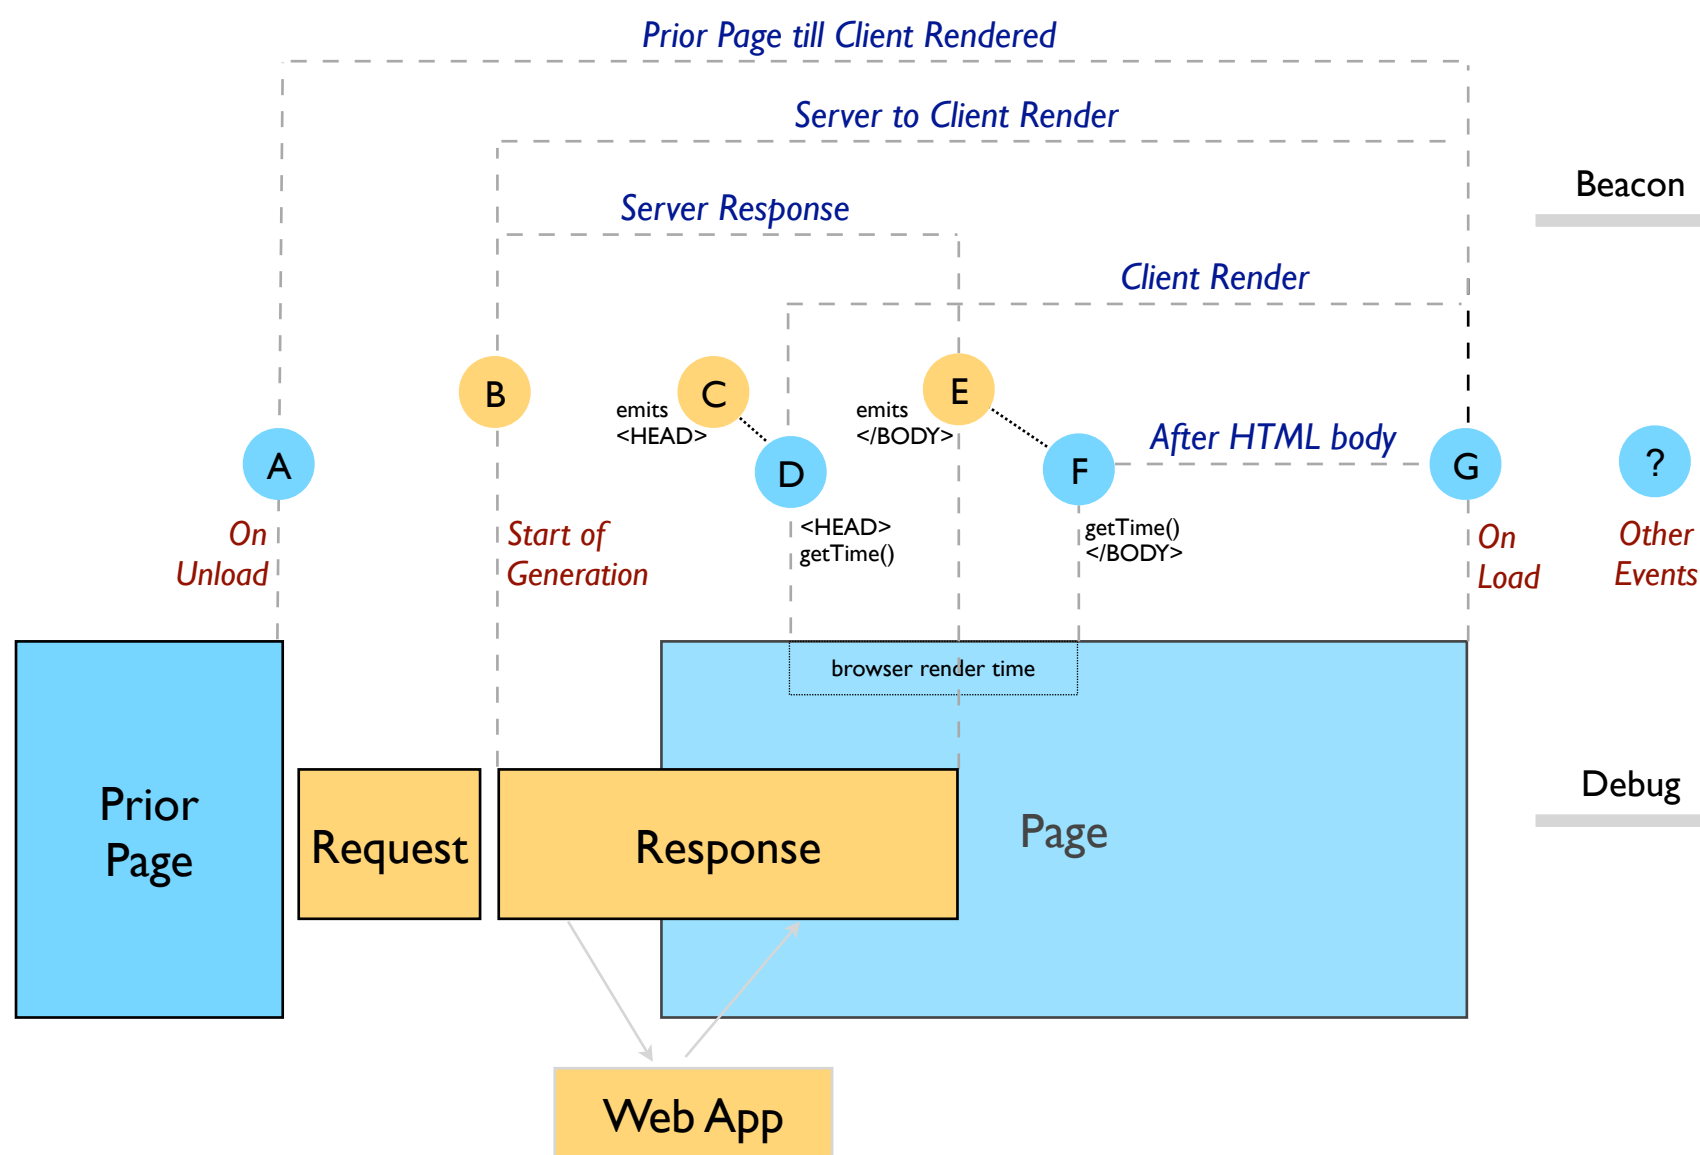 Prior Page till Client Rendered
Server to Client Render
Beacon
Server Response
Client Render
B
C
emits
<HEAD>
E
emits
</BODY>
After HTML body
A
D
F
G
?
On
Unload
Start of
Generation
<HEAD>
getTime()
getTime()
</BODY>
On
Load
Other
Events
browser render time
Prior
Page
Request
Response
Page
Debug
Web App